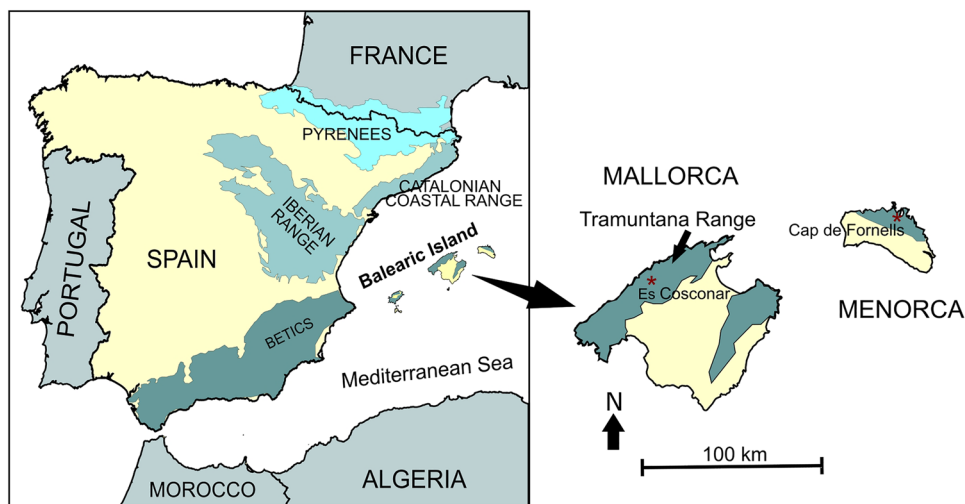 FRANCE
PYRENEES
CATALONIAN
COASTAL RANGE
IBERIAN
RANGE
SPAIN
PORTUGAL
Balearic Island
BETICS
Mediterranean Sea
MOROCCO
ALGERIA
MALLORCA
Tramuntana Range
*
Es Cosconar
*
Cap de Fornells
MENORCA
N
100 km